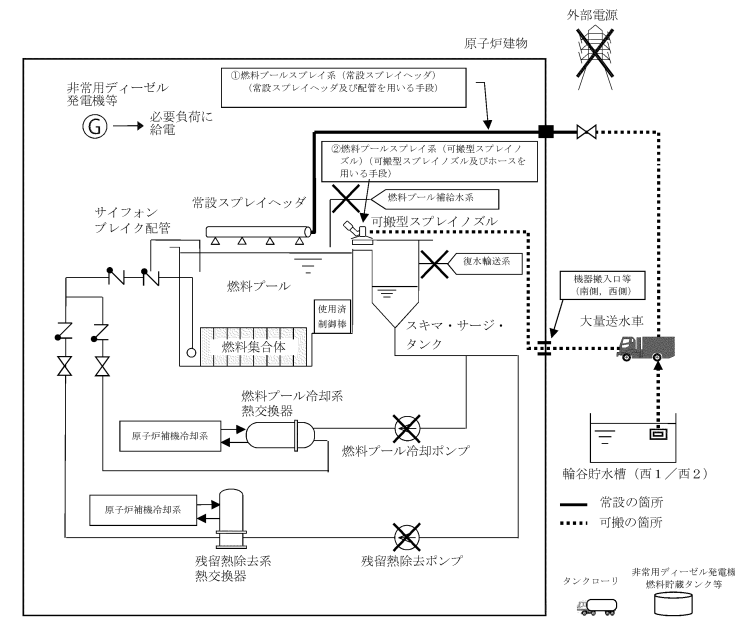 外部電源
原子炉建物
①燃料プールスプレイ系（常設スプレイヘッダ）
（常設スプレイヘッダ及び配管を用いる手段）
非常用ディーゼル
発電機等
G
必要負荷に
給電
②燃料プールスプレイ系（可搬型スプレイノ
ズル）（可搬型スプレイノズル及びホースを
用いる手段）
燃料プール補給水系
常設スプレイヘッダ
可搬型スプレイノズル
サイフォン
ブレイク配管
復水輸送系
機器搬入口等
（南側，西側）
燃料プール
使用済
制御棒
大量送水車
スキマ・サージ・
タンク
燃料集合体
燃料プール冷却系
熱交換器
原子炉補機冷却系
燃料プール冷却ポンプ
輪谷貯水槽（西１／西２）
原子炉補機冷却系
常設の箇所
可搬の箇所
残留熱除去系
熱交換器
残留熱除去ポンプ
タンクローリ
非常用ディーゼル発電機
燃料貯蔵タンク等